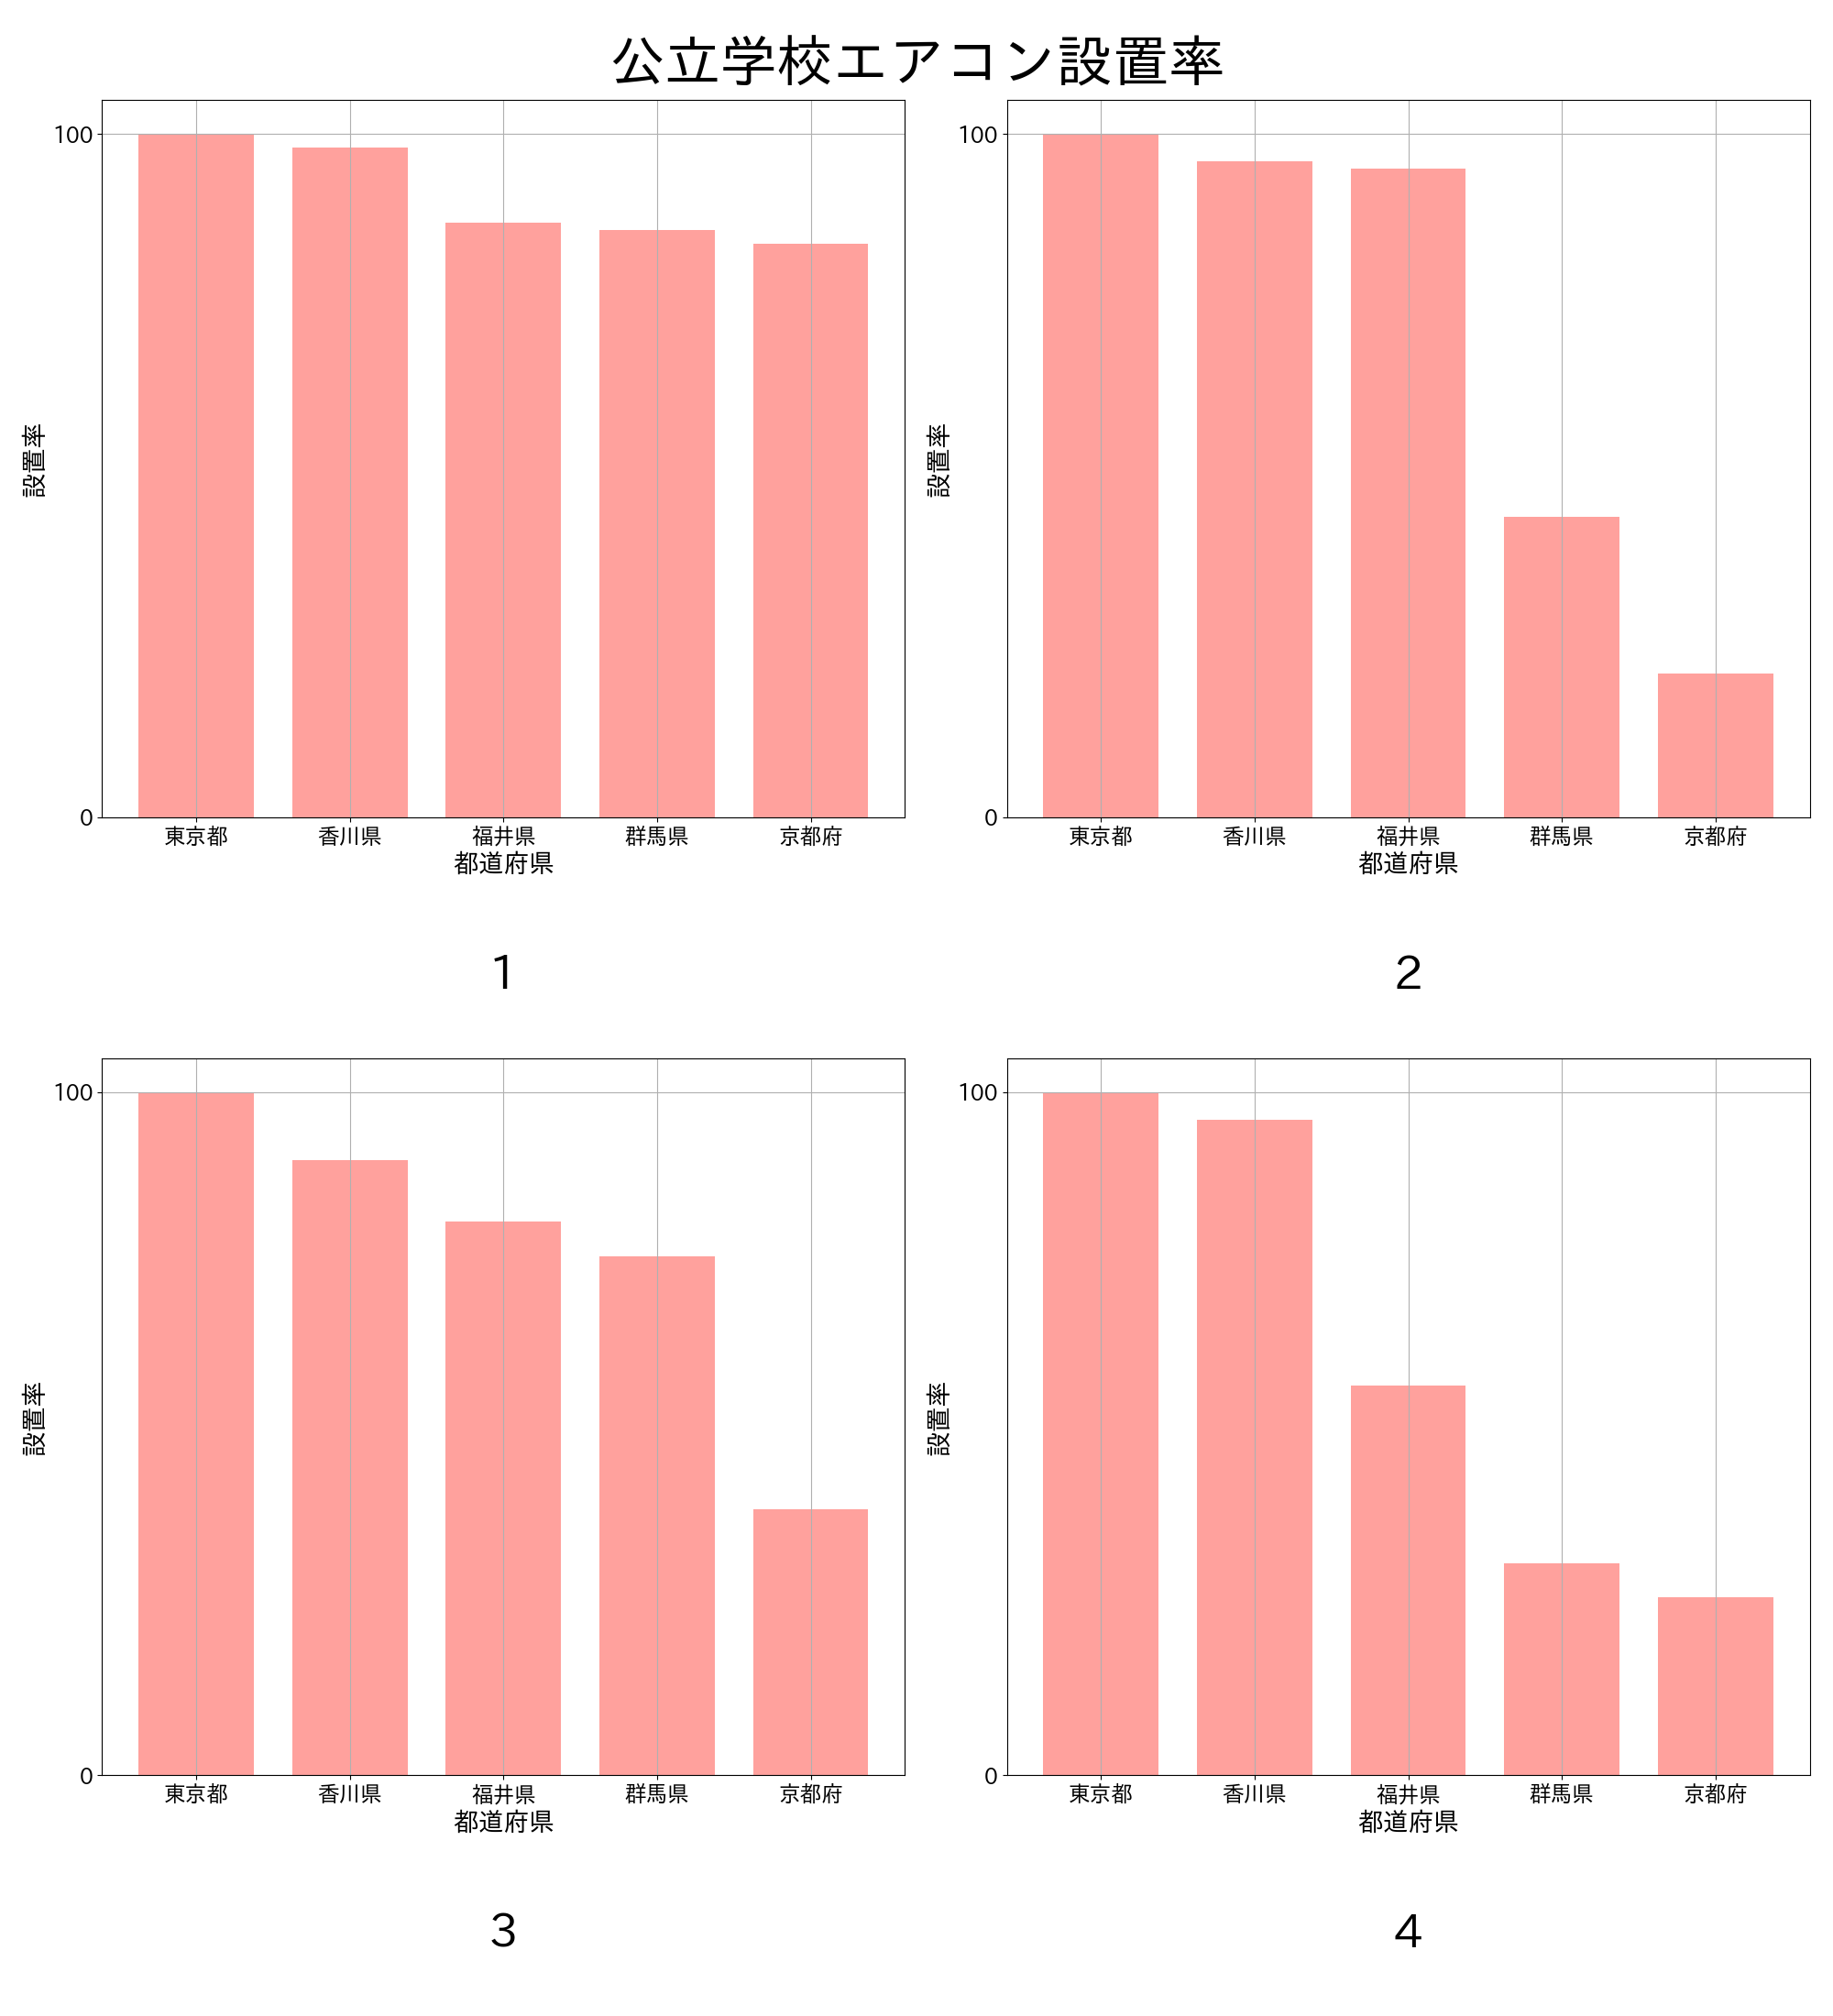 公立学校エアコン設置率
100
0
設置率
東京都 香川県 福井県 群馬県 京都府
都道府県
1
100
0
設置率
東京都 香川県 福井県 群馬県 京都府
都道府県
2
100
0
設置率
東京都 香川県 福井県 群馬県 京都府
都道府県
3
100
0
設置率
東京都 香川県 福井県 群馬県 京都府
都道府県
4